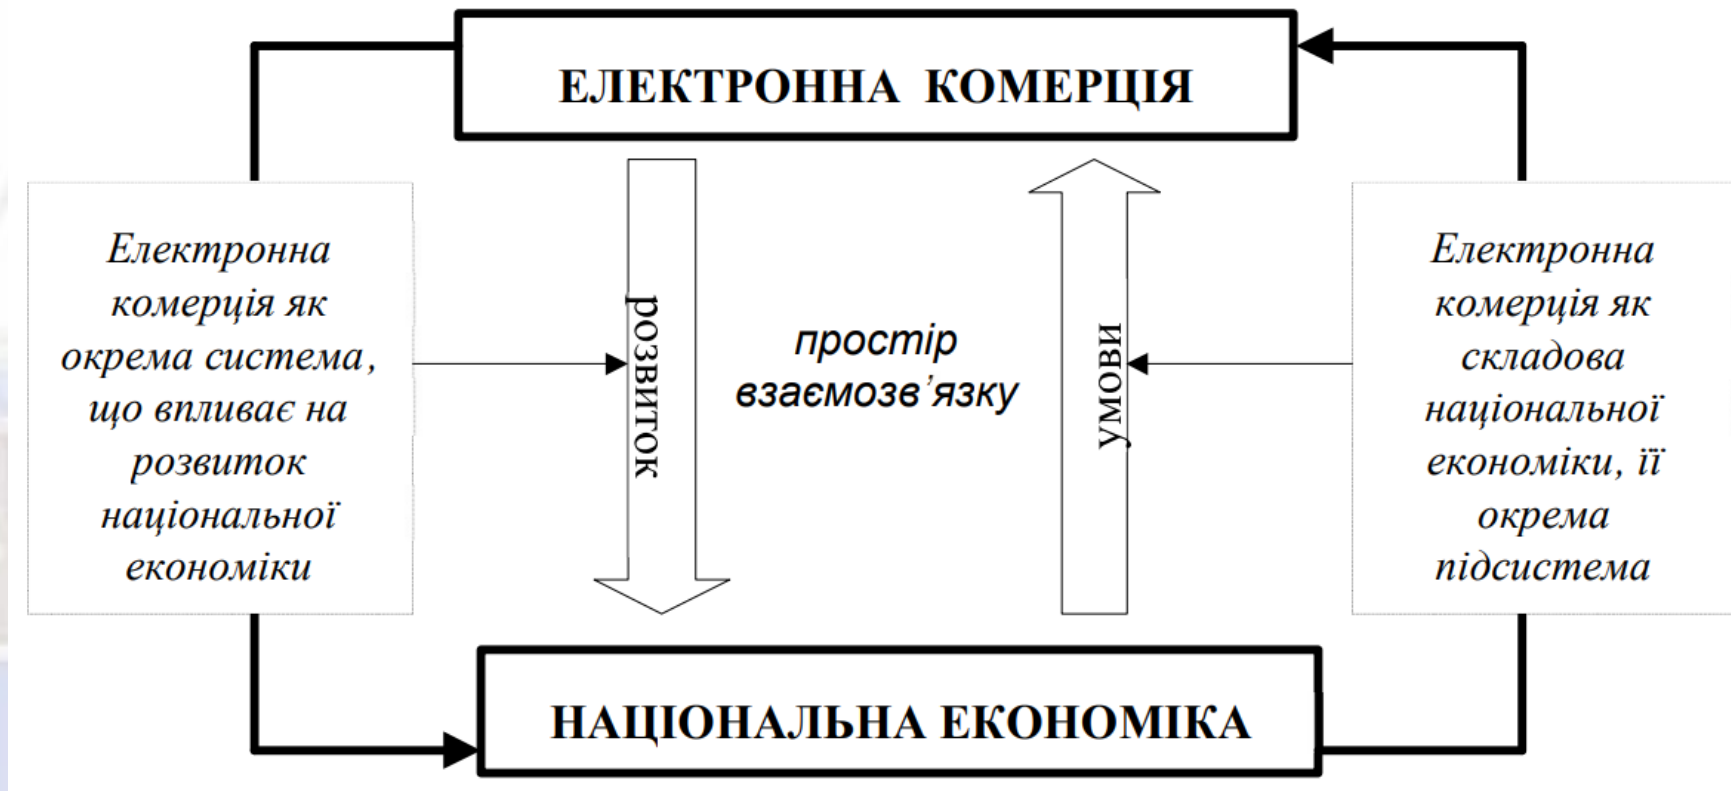 ЕЛЕКТРОННА КОМЕРЦІЯ
Електронна
комерція як
окрема система,
що впливає на
розвиток
національної
економіки
розвиток
простір
взаємозв’язку
умови
Електронна
комерція як
складова
національної
економіки, її
окрема
підсистема
НАЦІОНАЛЬНА ЕКОНОМІКА